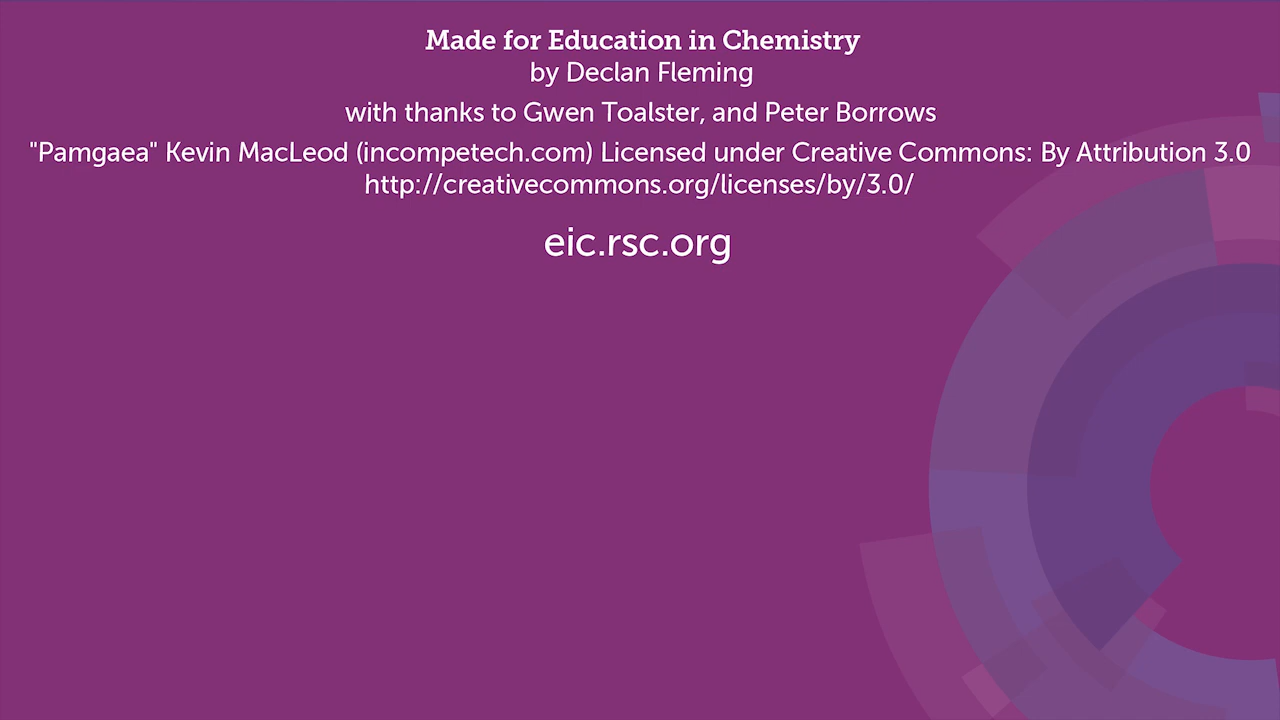 Made for Education in Chemistry
by Declan Fleming
with thanks to Gwen Toalster, and Peter Borrows
"Pamgaea" Kevin MacLeod (incompetech.com) Licensed under Creative Commons: By Attribution 3.0
http://creativecommons.org/licenses/by/3.0/
eic.rsc.org